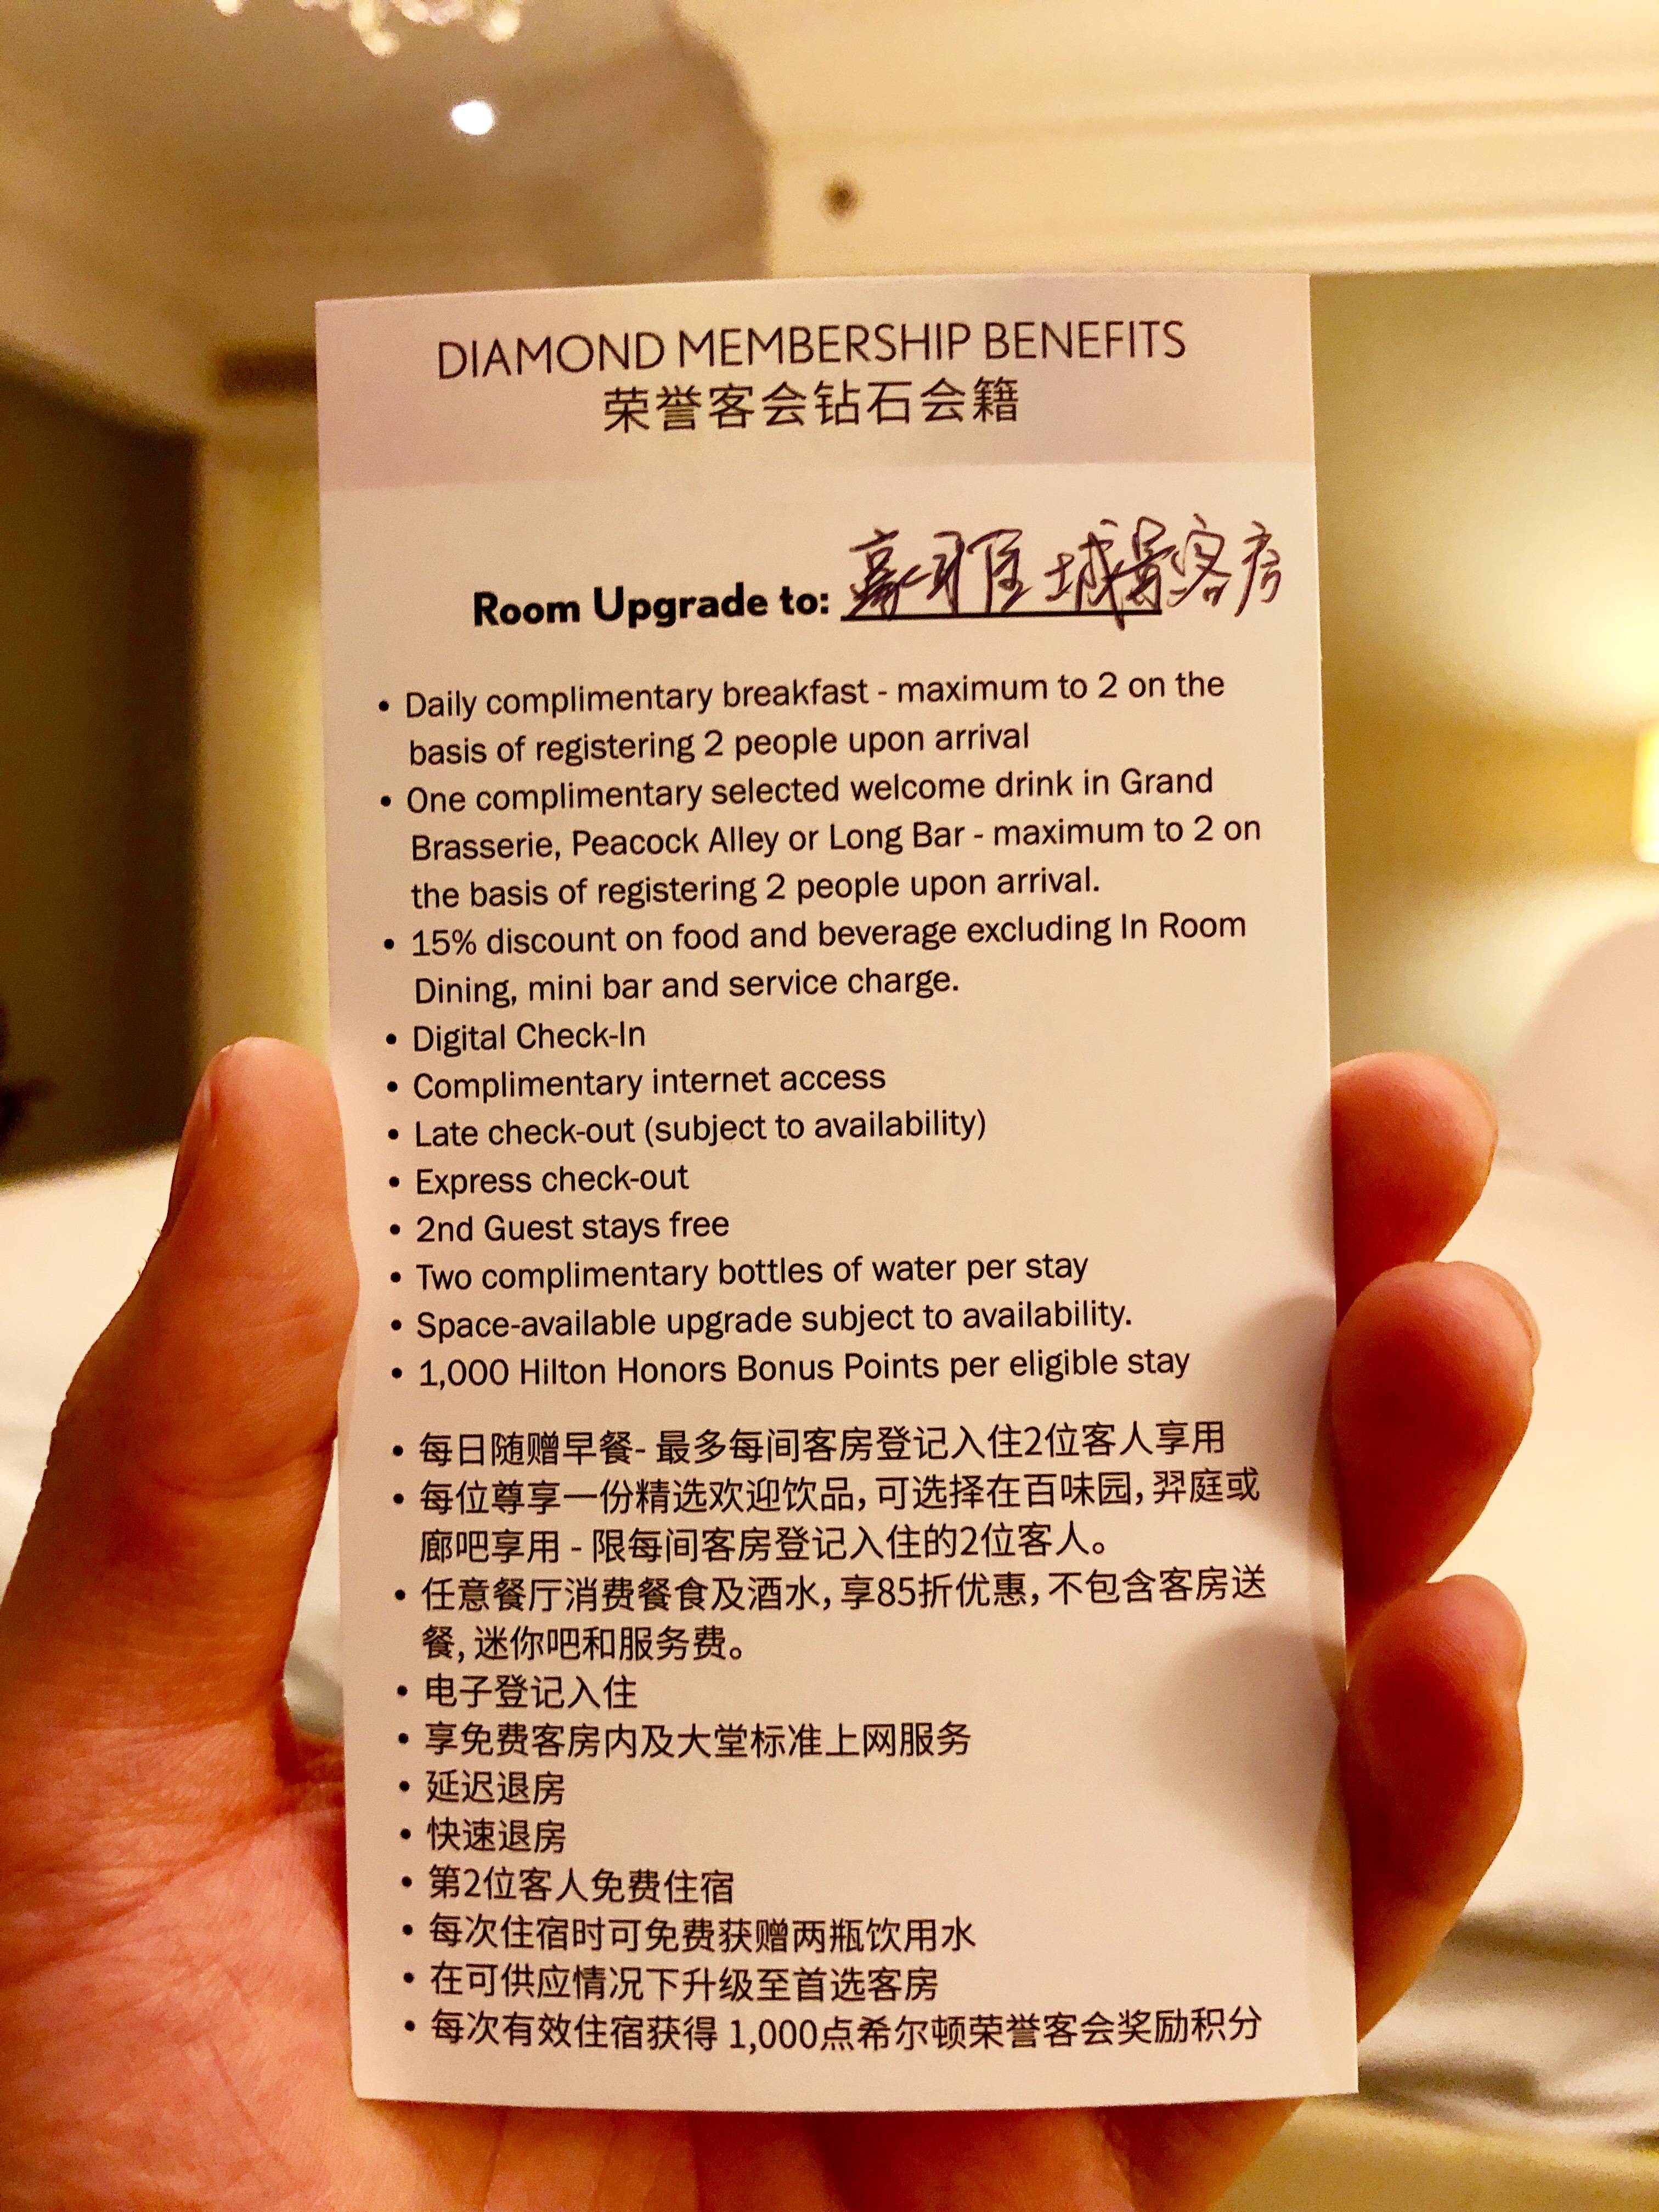 DIAMOND MEMBERSHIP BENEFITS
荣誉客会钻石会籍
Room Upgrade to: 豪雅 城景客房
• Daily complimentary breakfast - maximum to 2 on the
basis of registering 2 people upon arrival
• One complimentary selected welcome drink in Grand
Brasserie, Peacock Alley or Long Bar - maximum to 2 on
the basis of registering 2 people upon arrival.
• 15% discount on food and beverage excluding In Room
Dining, mini bar and service charge.
• Digital Check-In
• Complimentary internet access
• Late check-out (subject to availability)
• Express check-out
• 2nd Guest stays free
• Two complimentary bottles of water per stay
• Space-available upgrade subject to availability.
• 1,000 Hilton Honors Bonus Points per eligible stay
• 每日随赠早餐- 最多每间客房登记入住2位客人享用
• 每位尊享一份精选欢迎饮品, 可选择在百味园, 羿庭或
廊吧享用 - 限每间客房登记入住的2位客人。
• 任意餐厅消费餐食及酒水, 享85折优惠, 不包含客房送
餐, 迷你吧和服务费。
• 电子登记入住
• 享免费客房内及大堂标准上网服务
• 延迟退房
• 快速退房
• 第2位客人免费住宿
• 每次住宿时可免费获赠两瓶饮用水
• 在可供应情况下升级至首选客房
• 每次有效住宿获得 1,000点希尔顿荣誉客会奖励积分